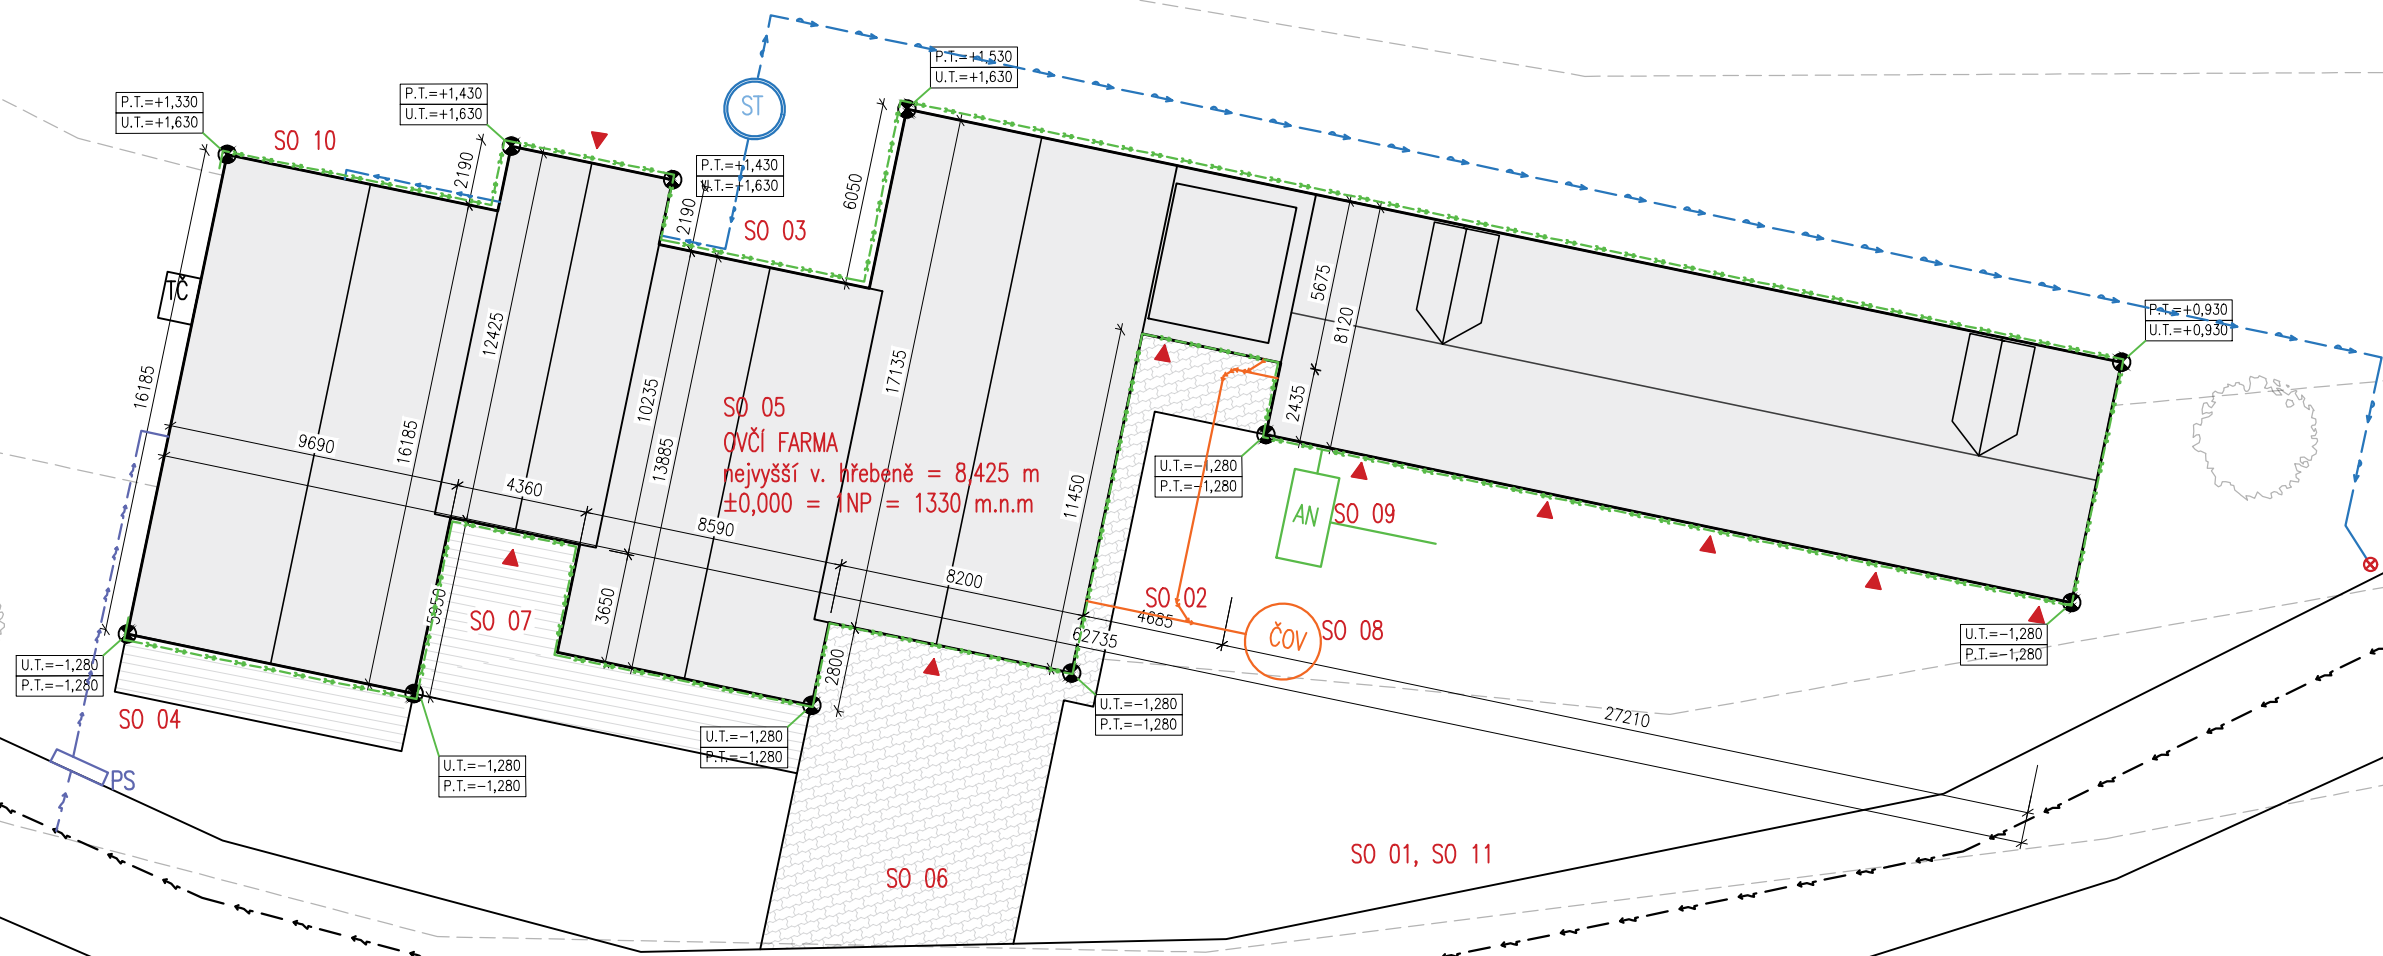 P.T.=+1,530
U.T.=+1,630
P.T.=+1,430
U.T.=+1,630
P.T.=+1,330
U.T.=+1,630
ST
SO 10
2190
P.T.=+1,430
U.T.=+1,630
6050
2190
SO 03
TČ
5675
8120
P.T.=+0,930
U.T.=+0,930
12425
16185
17135
10235
2435
SO 05
OVČÍ FARMA
nejvyšší v. hřebeně = 8,425 m
±0,000 = 1NP = 1330 m.n.m
9690
16185
13885
4360
8590
11450
U.T.=-1,280
P.T.=-1,280
AN
SO 09
8200
SO 02
4685
62735
ČOV
SO 08
5950
SO 07
3650
2800
U.T.=-1,280
P.T.=-1,280
U.T.=-1,280
P.T.=-1,280
SO 04
U.T.=-1,280
P.T.=-1,280
U.T.=-1,280
P.T.=-1,280
27210
PS
U.T.=-1,280
P.T.=-1,280
SO 01, SO 11
SO 06